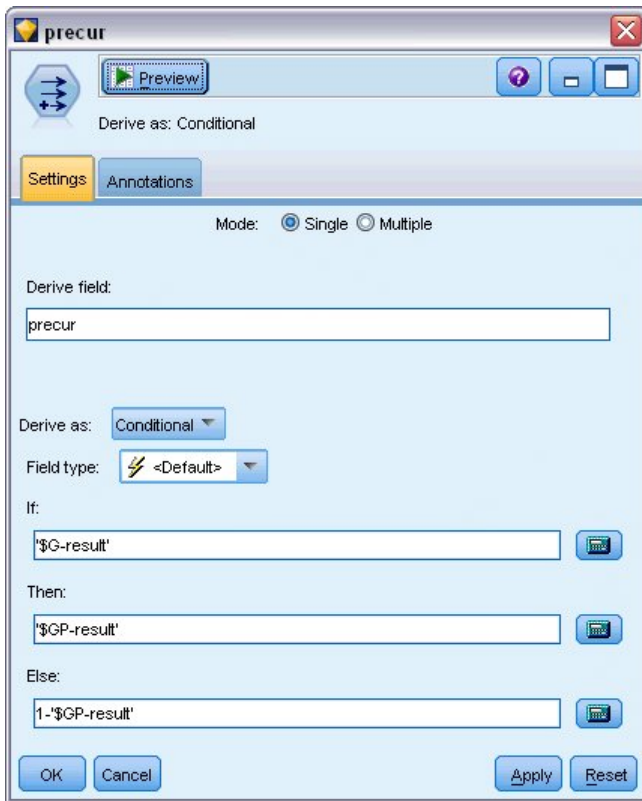 precur
Preview
Derive as: Conditional
Settings Annotations
Mode: Single Multiple
Derive field:
precur
Derive as: Conditional
Field type: <Default>
If:
'$G-result'
Then:
'$GP-result'
Else:
1-'$GP-result'
OK Cancel Apply Reset